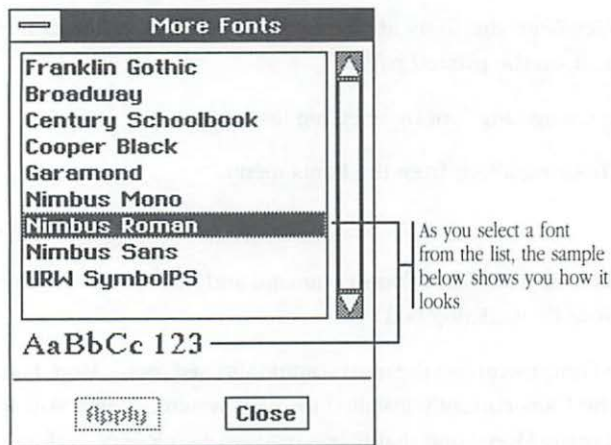 More Fonts
Franklin Gothic
Broadway
Century Schoolbook
Cooper Black
Garamond
Nimbus Mono
Nimbus Roman
Nimbus Sans
URW SymbolPS
As you select a font
from the list, the sample
below shows you how it
looks
AaBbCc 123
Apply
Close